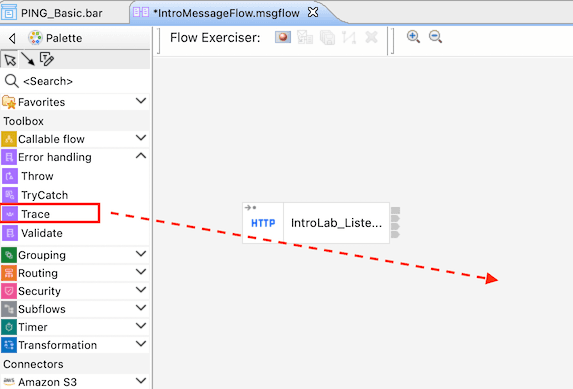 PING_Basic.bar
*IntroMessageFlow.msgflow
Palette
Flow Exerciser:
<Search>
Favorites
Toolbox
Callable flow
Error handling
Throw
TryCatch
Trace
Validate
HTTP
IntroLab_Liste...
Grouping
Routing
Security
Subflows
Timer
Transformation
Connectors
aws
Amazon S3